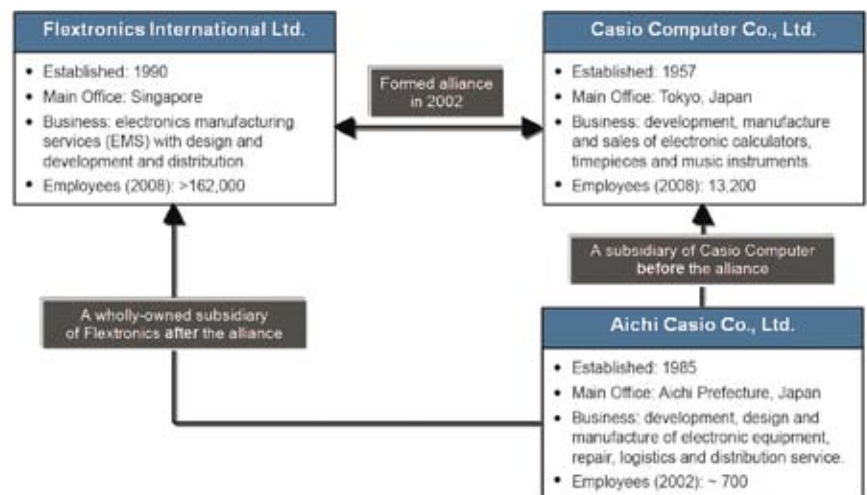 Flextronics International Ltd.
• Established: 1990
• Main Office: Singapore
• Business: electronics manufacturing
services (EMS) with design and
development and distribution.
• Employees (2008): >162,000
Formed alliance
in 2002
Casio Computer Co., Ltd.
• Established: 1957
• Main Office: Tokyo, Japan
• Business: development, manufacture
and sales of electronic calculators,
timepieces and music instruments.
• Employees (2008): 13,200
A subsidiary of Casio Computer
before the alliance
A wholly-owned subsidiary
of Flextronics after the alliance
Aichi Casio Co., Ltd.
• Established: 1985
• Main Office: Aichi Prefecture, Japan
• Business: development, design and
manufacture of electronic equipment,
repair, logistics and distribution service.
• Employees (2002): ~ 700